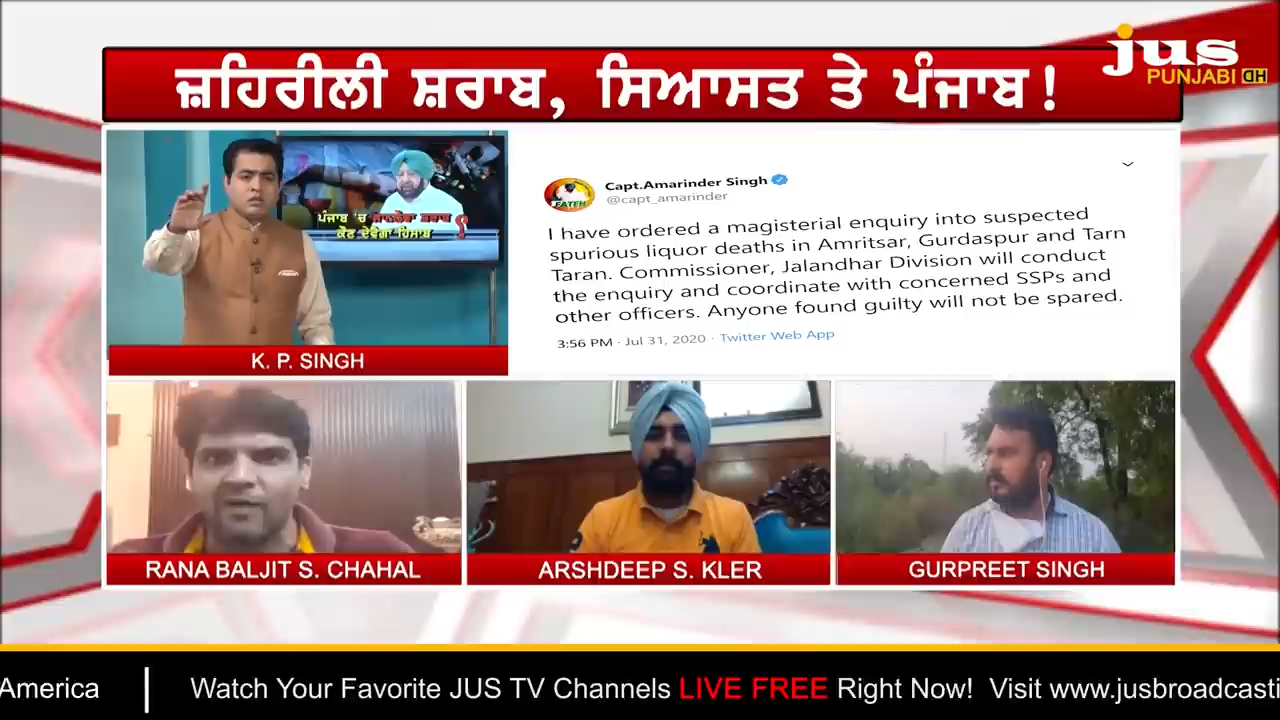 jus
PUNJABI HD
ਜ਼ਹਿਰੀਲੀ ਸ਼ਰਾਬ, ਸਿਆਸਤ ਤੇ ਪੰਜਾਬ!
ਪੰਜਾਬ 'ਚ ਜਾਨਲੇਵਾ ਸ਼ਰਾਬ
ਕੌਣ ਦੇਵੇਗਾ ਹਿਸਾਬ ?
K. P. SINGH
FATEH
Capt.Amarinder Singh
@capt_amarinder
I have ordered a magisterial enquiry into suspected
spurious liquor deaths in Amritsar, Gurdaspur and Tarn
Taran. Commissioner, Jalandhar Division will conduct
the enquiry and coordinate with concerned SSPs and
other officers. Anyone found guilty will not be spared.
3:56 PM · Jul 31, 2020 · Twitter Web App
RANA BALJIT S. CHAHAL
ARSHDEEP S. KLER
GURPREET SINGH
America | Watch Your Favorite JUS TV Channels LIVE FREE Right Now! Visit www.jusbroadcasti